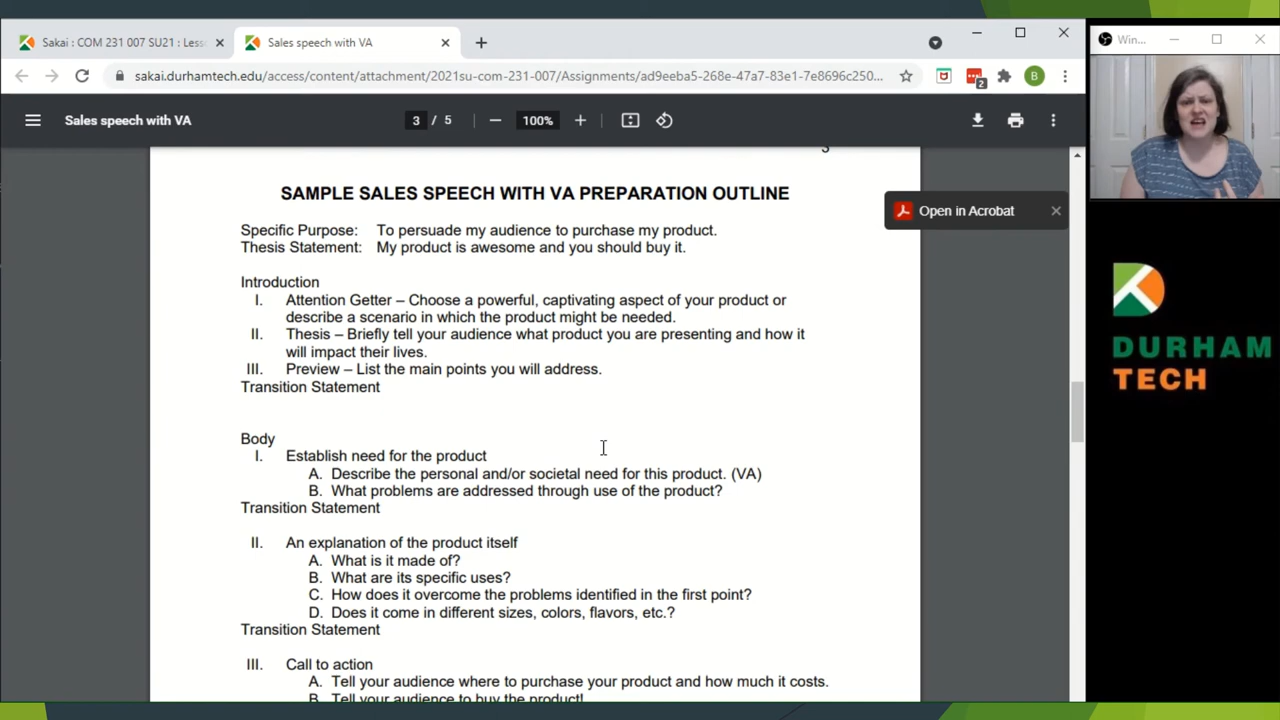 Sakai : COM 231 007 SU21 : Less
Sales speech with VA
Win...
sakai.durhamtech.edu/access/content/attachment/2021su-com-231-007/Assignments/ad9eeba5-268e-47a7-83e1-7e8696c250...
2
B
Sales speech with VA
3 / 5
100%
3
Open in Acrobat
SAMPLE SALES SPEECH WITH VA PREPARATION OUTLINE
Specific Purpose: To persuade my audience to purchase my product.
Thesis Statement: My product is awesome and you should buy it.
Introduction
I. Attention Getter – Choose a powerful, captivating aspect of your product or
describe a scenario in which the product might be needed.
II. Thesis – Briefly tell your audience what product you are presenting and how it
will impact their lives.
III. Preview – List the main points you will address.
Transition Statement
Body
I. Establish need for the product
A. Describe the personal and/or societal need for this product. (VA)
B. What problems are addressed through use of the product?
Transition Statement
II. An explanation of the product itself
A. What is it made of?
B. What are its specific uses?
C. How does it overcome the problems identified in the first point?
D. Does it come in different sizes, colors, flavors, etc.?
Transition Statement
III. Call to action
A. Tell your audience where to purchase your product and how much it costs.
B. Tell your audience to buy the product!
DURHAM
TECH